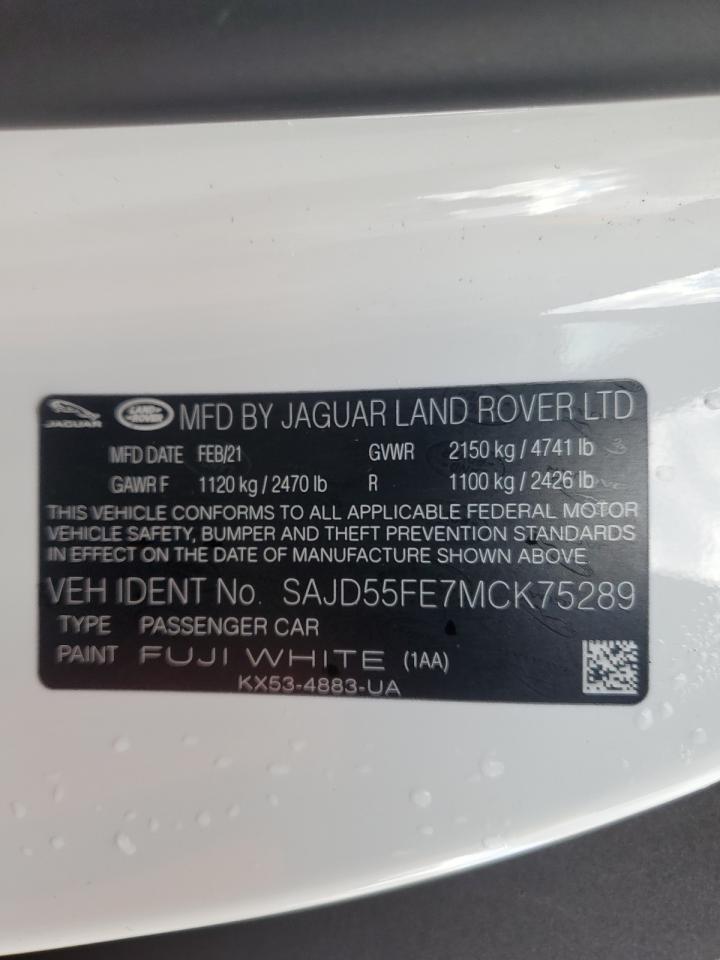 JAGUAR LAND ROVER MFD BY JAGUAR LAND ROVER LTD
MFD DATE FEB/21 GVWR 2150 kg / 4741 lb
GAWR F 1120 kg / 2470 lb R 1100 kg / 2426 lb
THIS VEHICLE CONFORMS TO ALL APPLICABLE FEDERAL MOTOR
VEHICLE SAFETY, BUMPER AND THEFT PREVENTION STANDARDS
IN EFFECT ON THE DATE OF MANUFACTURE SHOWN ABOVE
VEH IDENT No. SAJD55FE7MCK75289
TYPE PASSENGER CAR
PAINT FUJI WHITE (1AA)
KX53-4883-UA